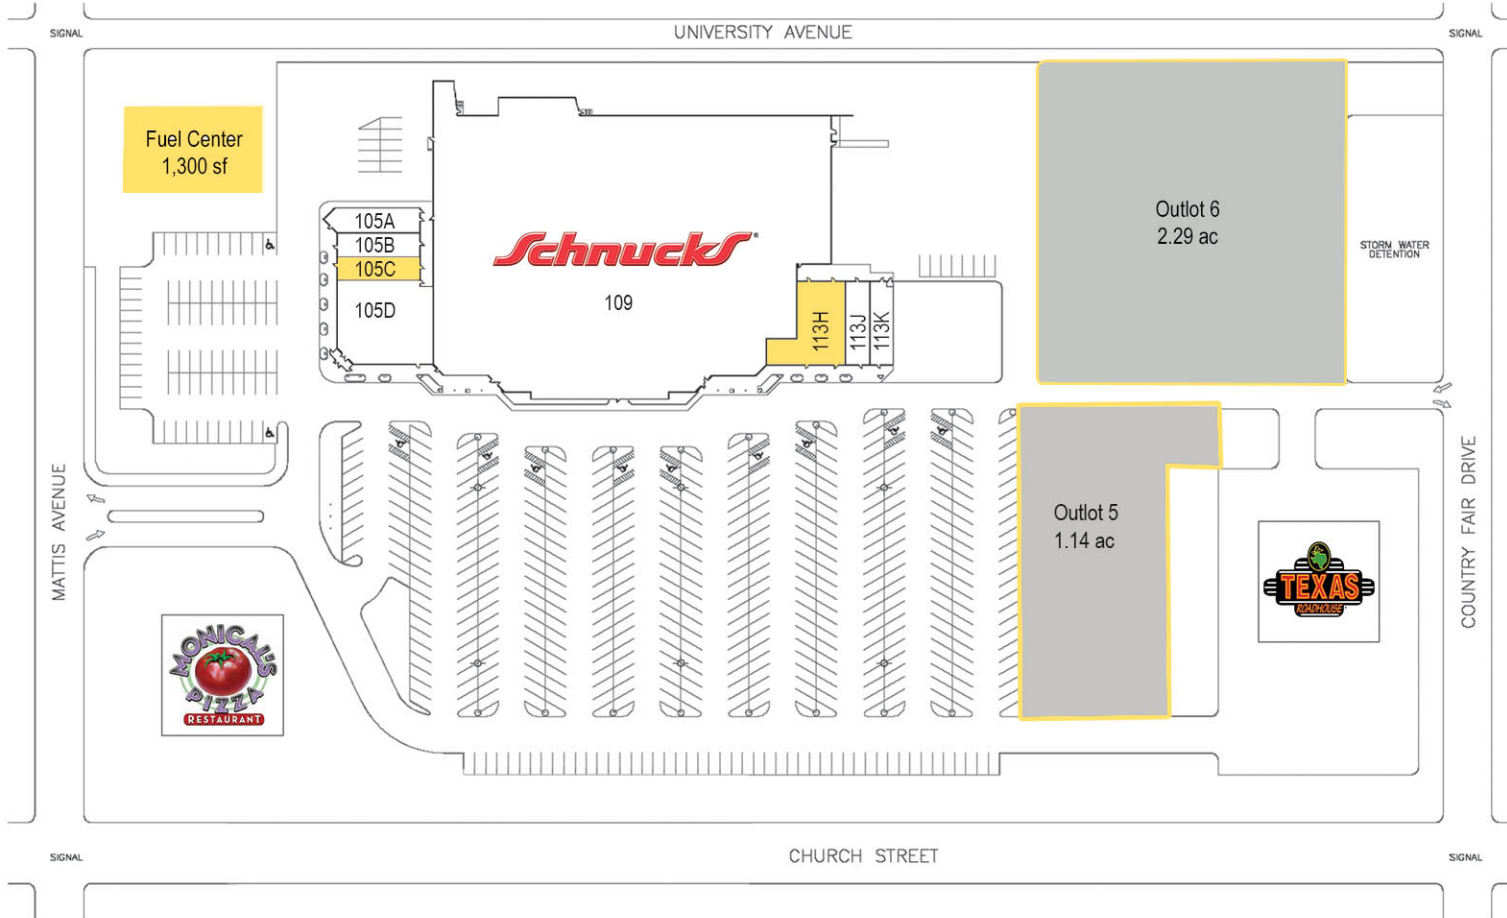 UNIVERSITY AVENUE
SIGNAL
SIGNAL
Fuel Center
1,300 sf
105A
105B
105C
105D
Schnucks®
109
113H
113J
113K
Outlot 6
2.29 ac
STORN WATER
DETENTION
MATTIS AVENUE
COUNTRY FAIR DRIVE
Outlot 5
1.14 ac
MONICAL'S
PIZZA
RESTAURANT
TEXAS
ROADHOUSE
SIGNAL
CHURCH STREET
SIGNAL